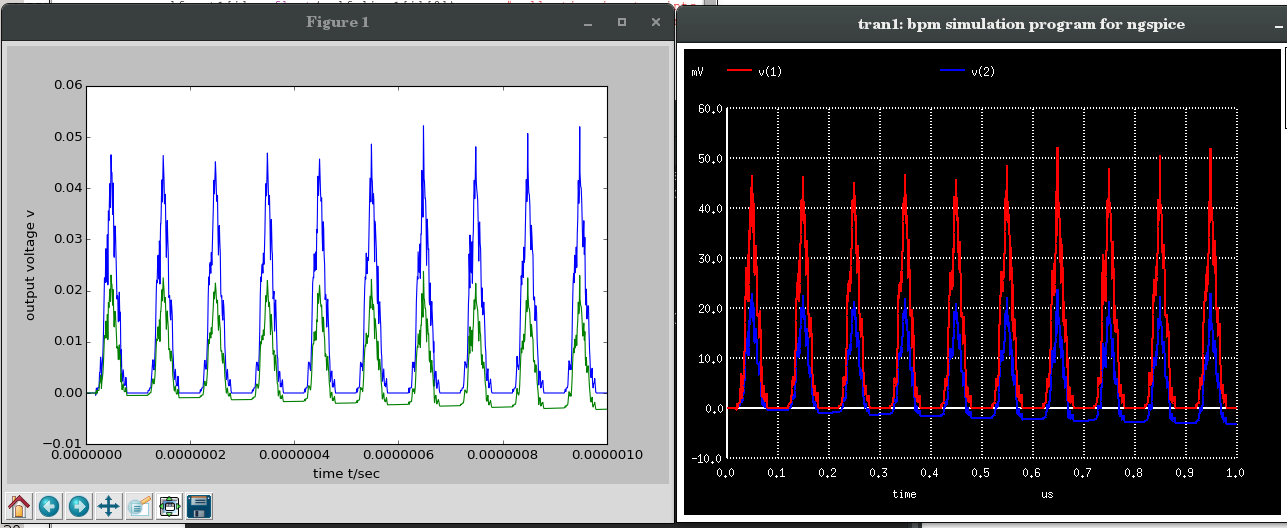 Figure 1
0.06
0.05
0.04
0.03
0.02
0.01
0.00
−0.01
output voltage v
0.0000000
0.0000002
0.0000004
0.0000006
0.0000008
0.0000010
time t/sec
tran1: bpm simulation program for ngspice
mV
v(1)
v(2)
60.0
50.0
40.0
30.0
20.0
10.0
0.0
-10.0
0.0 0.1 0.2 0.3 0.4 0.5 0.6 0.7 0.8 0.9 1.0
time us